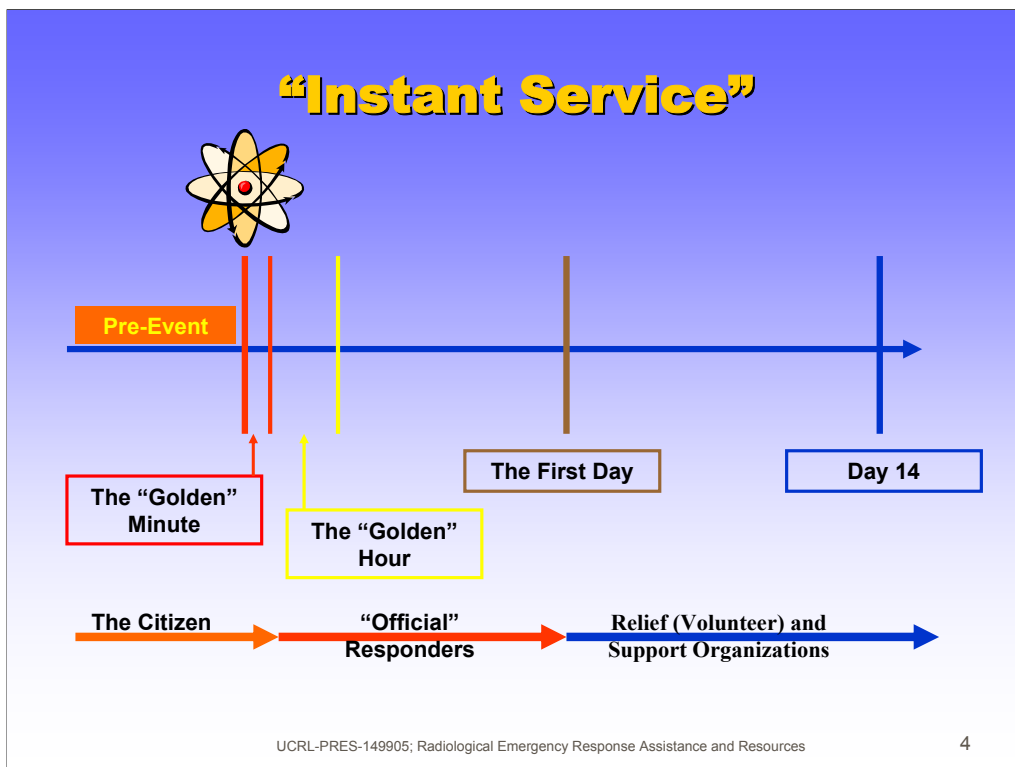 “Instant Service”
Pre-Event
The “Golden”
Minute
The “Golden”
Hour
The First Day
Day 14
The Citizen
“Official”
Responders
Relief (Volunteer) and
Support Organizations
UCRL-PRES-149905; Radiological Emergency Response Assistance and Resources
4